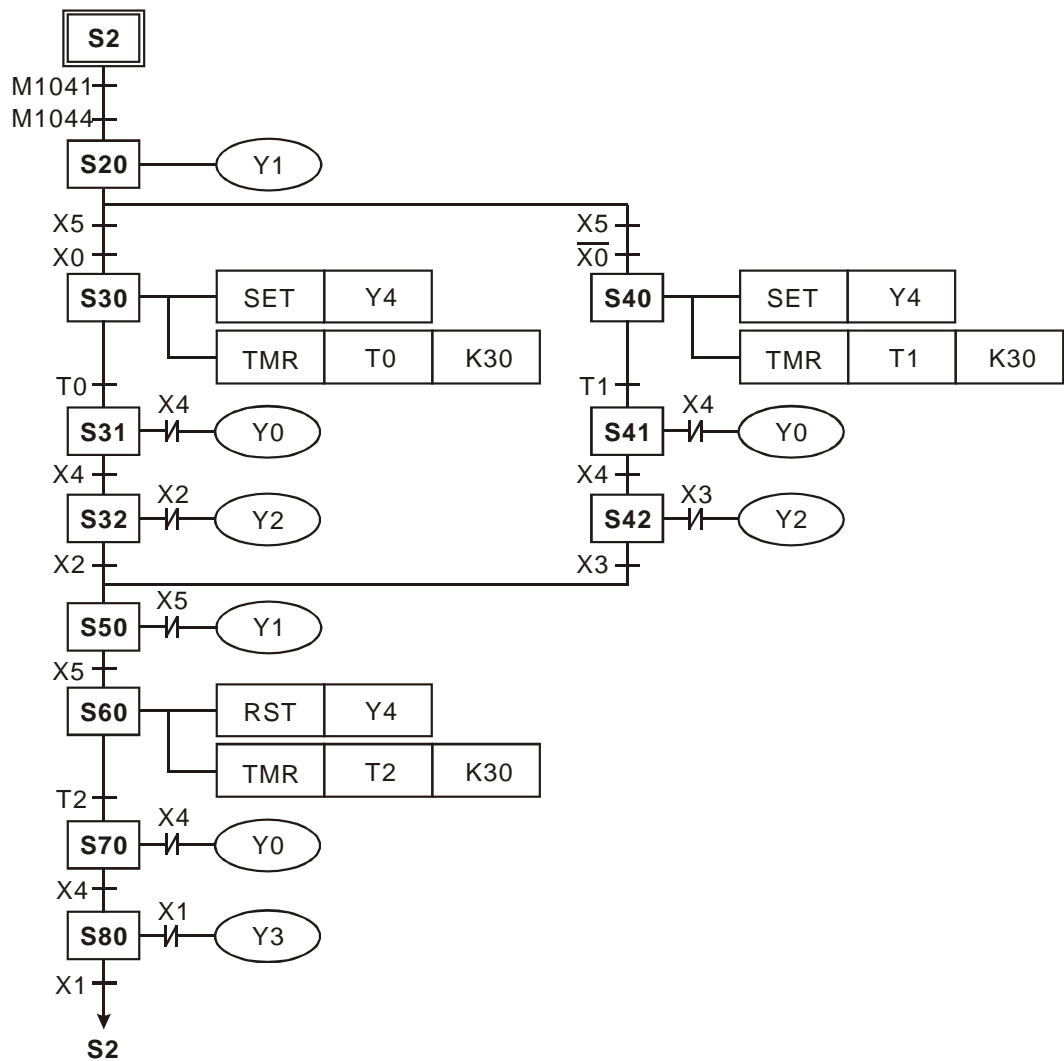 S2
M1041
M1044
S20 Y1
X5 X5
X0 X̅0̅
S30 SET Y4 S40 SET Y4
TMR T0 K30 TMR T1 K30
T0 T1
X4 X4
S31 Y0 S41 Y0
X4 X4
X2 X3
S32 Y2 S42 Y2
X2 X3
X5
S50 Y1
X5
S60 RST Y4
TMR T2 K30
T2
X4
S70 Y0
X4
X1
S80 Y3
X1
S2